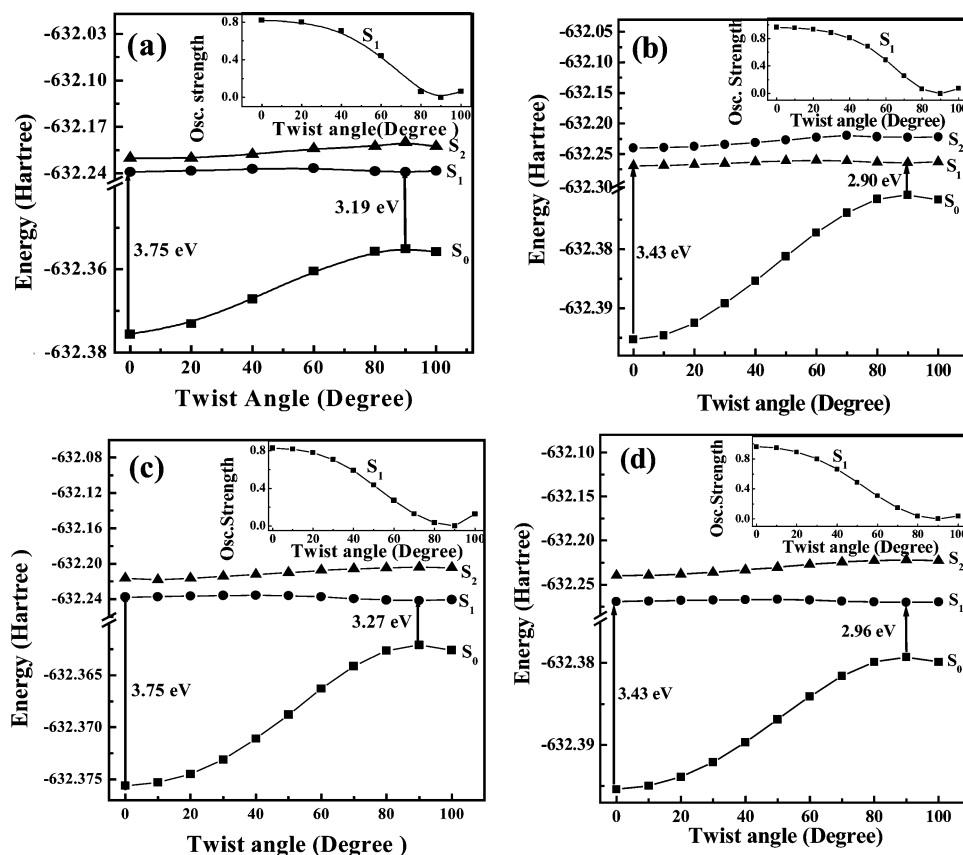 (a)
Energy (Hartree)
-632.03
-632.10
-632.17
-632.24
-632.36
-632.38
Osc. strength
0.8
0.4
0.0
S1
0 20 40 60 80 100
Twist angle(Degree )
S2
S1
S0
3.75 eV
3.19 eV
0 20 40 60 80 100
Twist Angle (Degree)
(b)
Energy (Hartree)
-632.05
-632.10
-632.15
-632.20
-632.25
-632.30
-632.38
-632.39
Osc. Strength
0.8
0.4
0.0
S1
0 20 40 60 80 100
Twist angle(Degree)
S2
S1
S0
3.43 eV
2.90 eV
0 20 40 60 80 100
Twist angle (Degree)
(c)
Energy (Hartree )
-632.08
-632.12
-632.16
-632.20
-632.24
-632.365
-632.370
-632.375
Osc.Strength
0.8
0.4
0.0
S1
0 20 40 60 80 100
Twist angle (Degree )
S2
S1
S0
3.75 eV
3.27 eV
0 20 40 60 80 100
Twist angle (Degree )
(d)
Energy (Hartree)
-632.10
-632.15
-632.20
-632.25
-632.38
-632.39
Osc.Strength
0.8
0.4
0.0
S1
0 20 40 60 80 100
Twist angle (Degree)
S2
S1
S0
3.43 eV
2.96 eV
0 20 40 60 80 100
Twist angle (Degree)